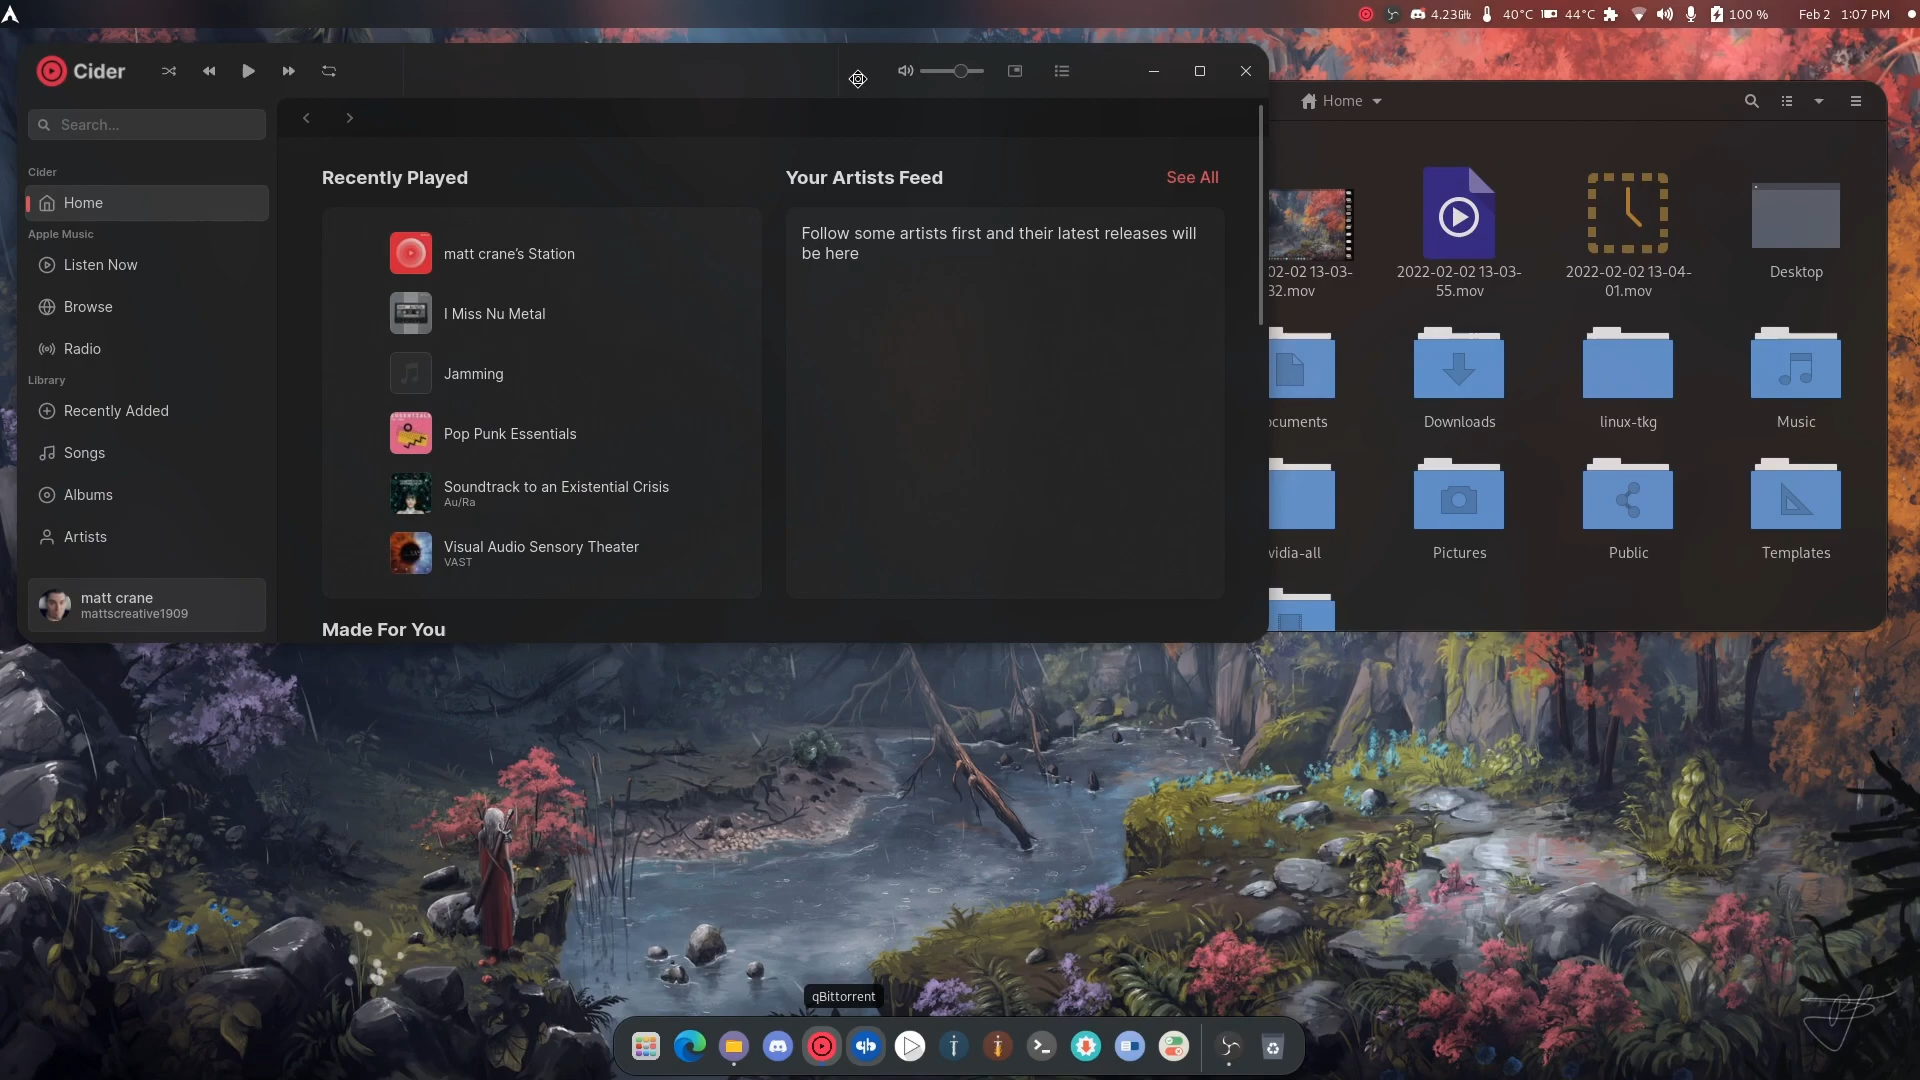 4.23GHz 40°C 44°C 100 % Feb 2 1:07 PM
Cider
Search...
Cider
Home
Apple Music
Listen Now
Browse
Radio
Library
Recently Added
Songs
Albums
Artists
matt crane
mattscreative1909
Recently Played
matt crane's Station
I Miss Nu Metal
Jamming
Pop Punk Essentials
Soundtrack to an Existential Crisis
Au/Ra
Visual Audio Sensory Theater
VAST
Made For You
Your Artists Feed
See All
Follow some artists first and their latest releases will
be here
Home
02-02 13-03-
32.mov
2022-02-02 13-03-
55.mov
2022-02-02 13-04-
01.mov
Desktop
ocuments
Downloads
linux-tkg
Music
vidia-all
Pictures
Public
Templates
qBittorrent